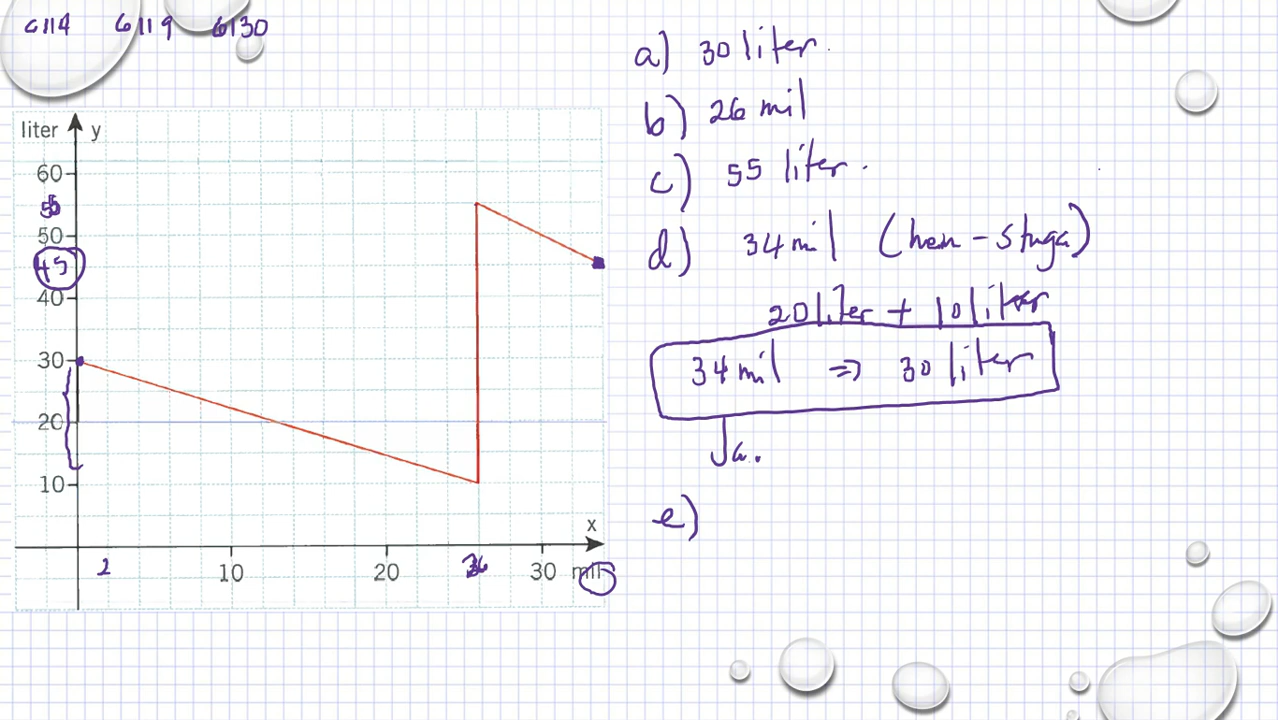 6114 6119 6130
liter y
60
55
50
45
40
30
20
10
x
2 10 20 26 30 mil
a) 30 liter.
b) 26 mil
c) 55 liter.
d) 34 mil (hem - stuga)
20 liter + 10 liter
34 mil => 30 liter
Ja.
e)